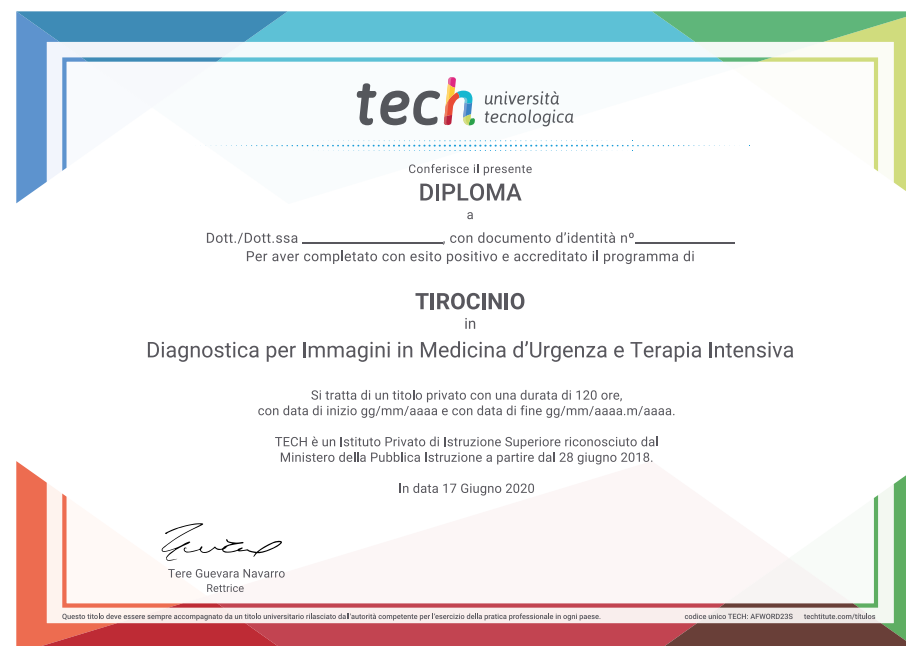 tech università
tecnologica
Conferisce il presente
DIPLOMA
a
Dott./Dott.ssa ____________________, con documento d'identità nº______________
Per aver completato con esito positivo e accreditato il programma di
TIROCINIO
in
Diagnostica per Immagini in Medicina d'Urgenza e Terapia Intensiva
Si tratta di un titolo privato con una durata di 120 ore,
con data di inizio gg/mm/aaaa e con data di fine gg/mm/aaaa.m/aaaa.
TECH è un Istituto Privato di Istruzione Superiore riconosciuto dal
Ministero della Pubblica Istruzione a partire dal 28 giugno 2018.
In data 17 Giugno 2020
Tere Guevara Navarro
Rettrice
Questo titolo deve essere sempre accompagnato da un titolo universitario rilasciato dall'autorità competente per l'esercizio della pratica professionale in ogni paese. codice unico TECH: AFWORD23S techtitute.com/titulos